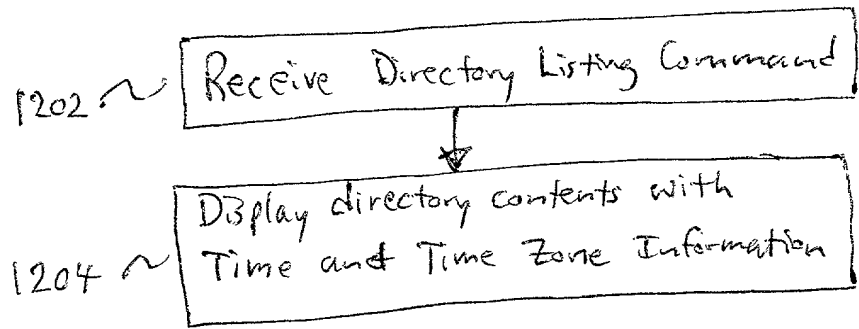 1202 Receive Directory Listing Command
Display directory contents with
1204 Time and Time Zone Information